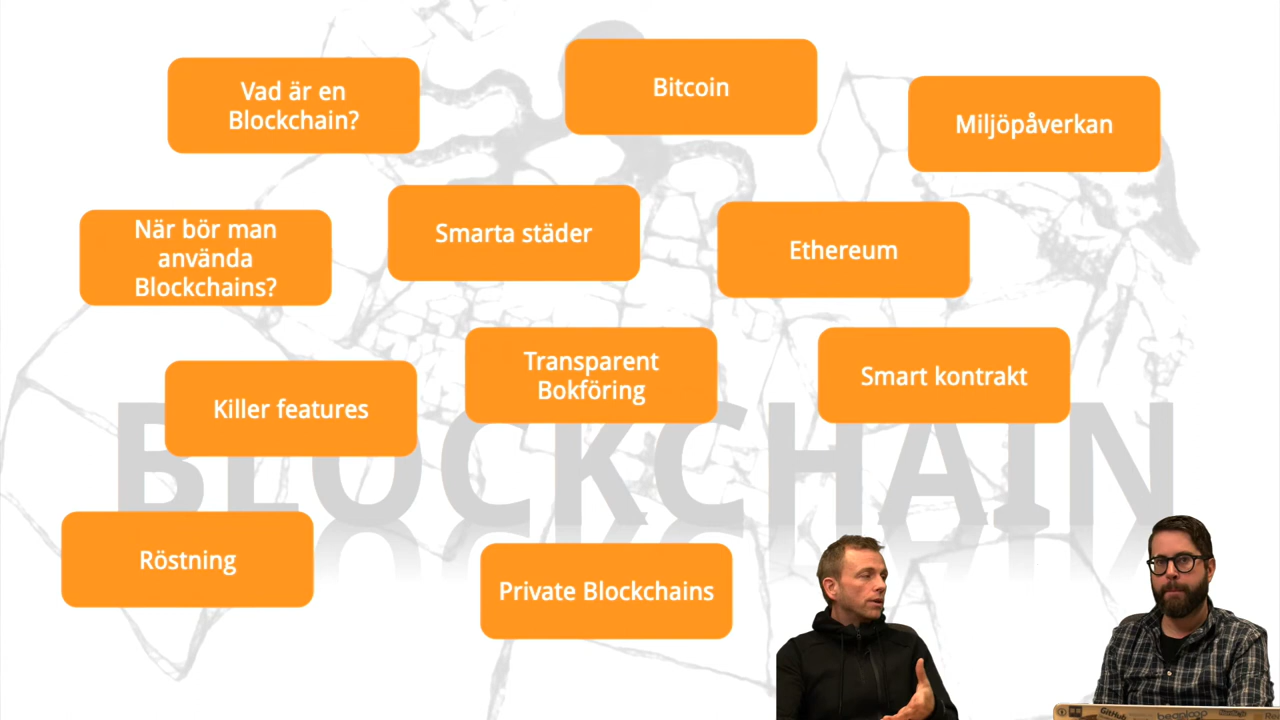 Vad är en
Blockchain?
Bitcoin
Miljöpåverkan
När bör man
använda
Blockchains?
Smarta städer
Ethereum
Transparent
Bokföring
Smart kontrakt
Killer features
BLOCKCHAIN
Röstning
Private Blockchains
GitHub